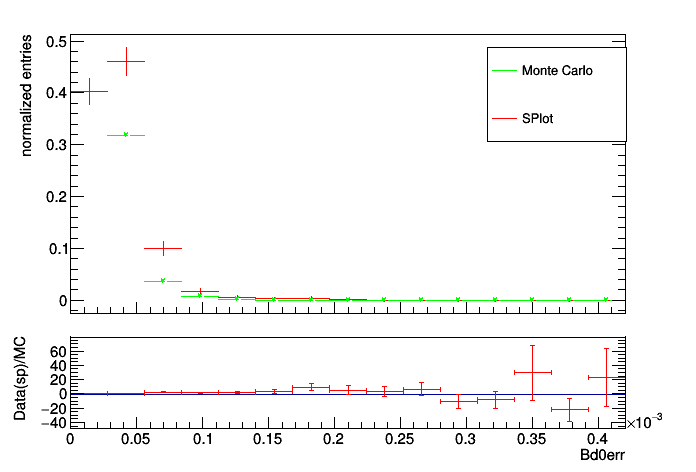 normalized entries
0.5
0.4
0.3
0.2
0.1
0
Monte Carlo
SPlot
Data(sp)/MC
60
40
20
0
−20
−40
0 0.05 0.1 0.15 0.2 0.25 0.3 0.35 0.4
×10⁻³
Bd0err